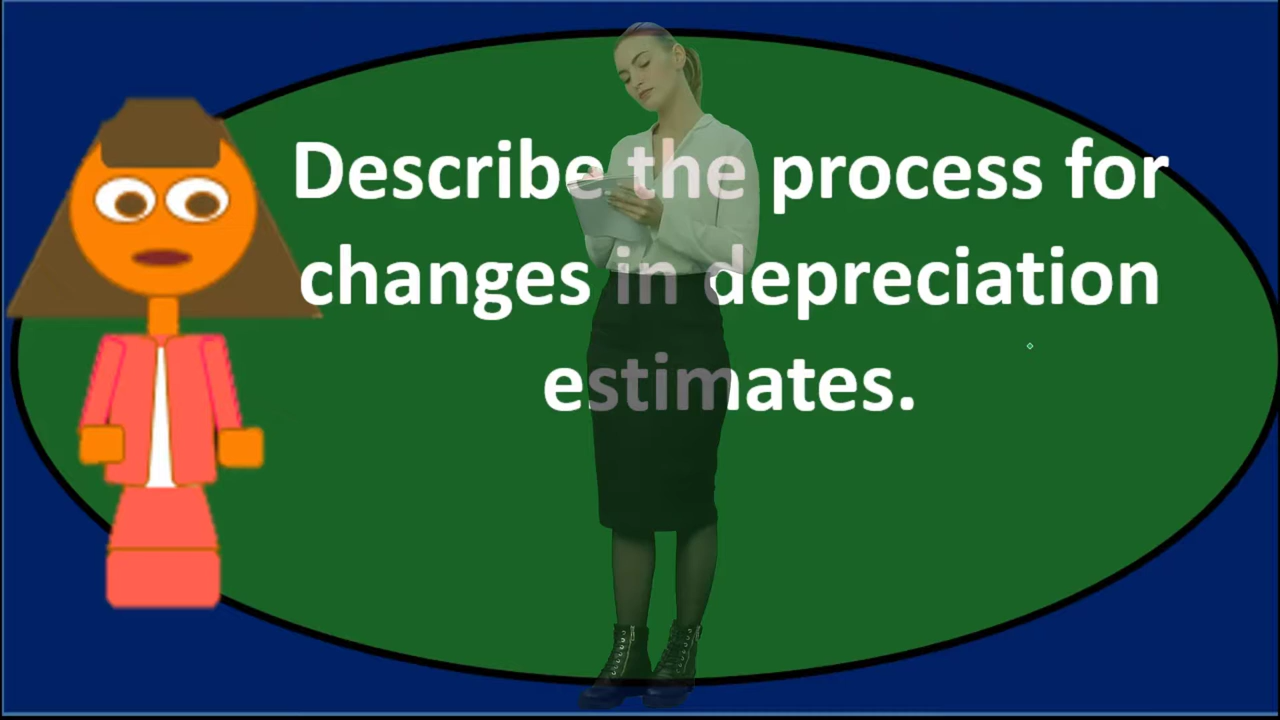 Describe the process for
changes in depreciation
estimates.